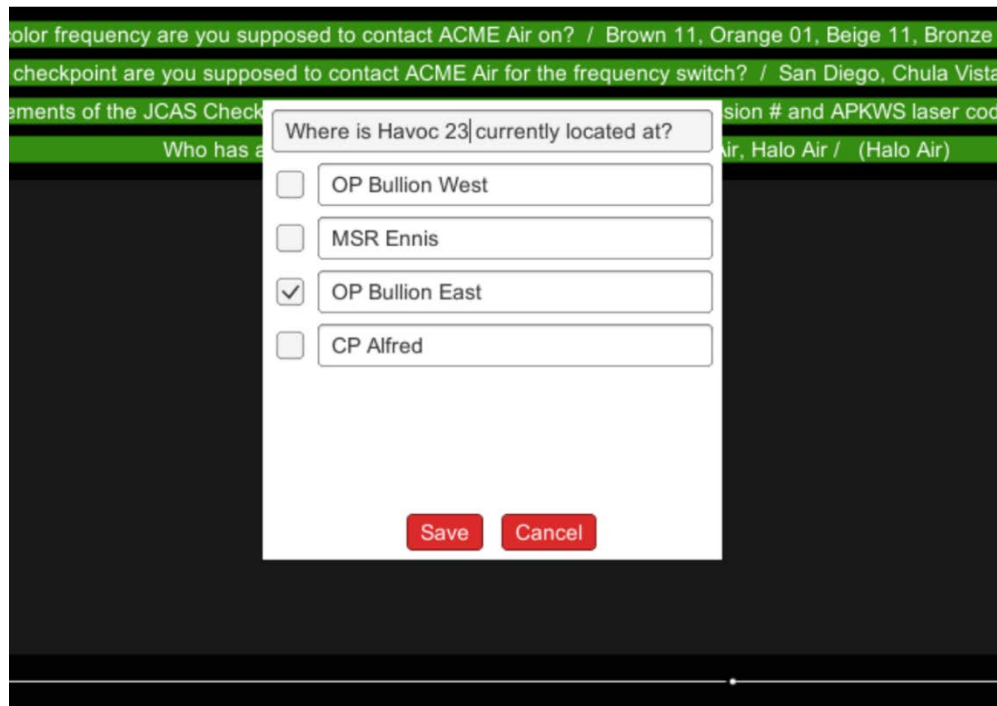 color frequency are you supposed to contact ACME Air on? / Brown 11, Orange 01, Beige 11, Bronze
checkpoint are you supposed to contact ACME Air for the frequency switch? / San Diego, Chula Vista
ements of the JCAS Check sion # and APKWS laser cod
Who has a Air, Halo Air / (Halo Air)
Where is Havoc 23 currently located at?
OP Bullion West
MSR Ennis
OP Bullion East
CP Alfred
Save Cancel